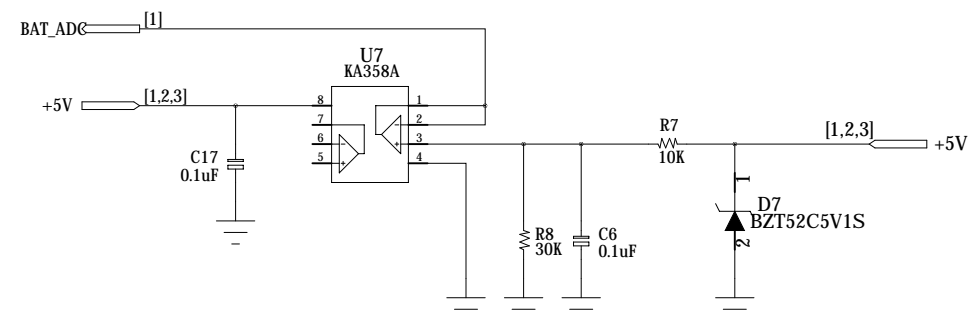 BAT_ADC [1]
U7
KA358A
+5V [1,2,3]
8 1
7 2
6 3
5 4
C17
0.1uF
R7
10K
[1,2,3] +5V
1
D7
BZT52C5V1S
2
R8
30K
C6
0.1uF